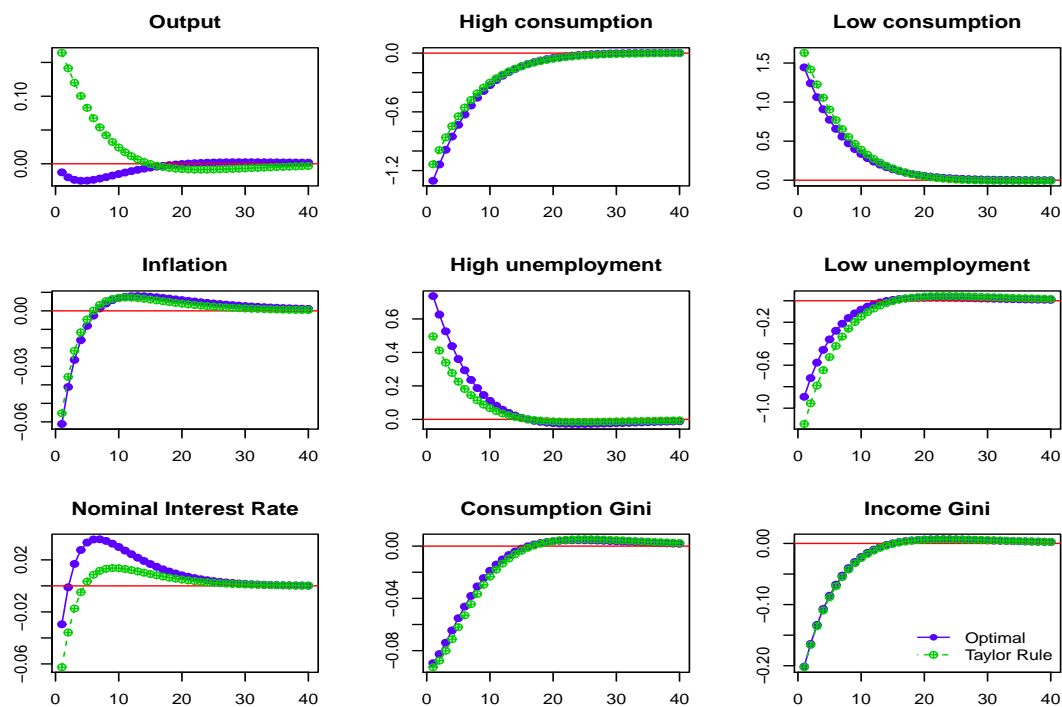 Output
High consumption
Low consumption
0.00 0.10
0 10 20 30 40
−1.2 −0.6 0.0
0 10 20 30 40
0.0 0.5 1.0 1.5
0 10 20 30 40
Inflation
High unemployment
Low unemployment
−0.06 −0.03 0.00
0 10 20 30 40
0.0 0.2 0.4 0.6
0 10 20 30 40
−1.0 −0.6 −0.2
0 10 20 30 40
Nominal Interest Rate
Consumption Gini
Income Gini
−0.06 −0.02 0.02
0 10 20 30 40
−0.08 −0.04 0.00
0 10 20 30 40
−0.20 −0.10 0.00
0 10 20 30 40
Optimal
Taylor Rule